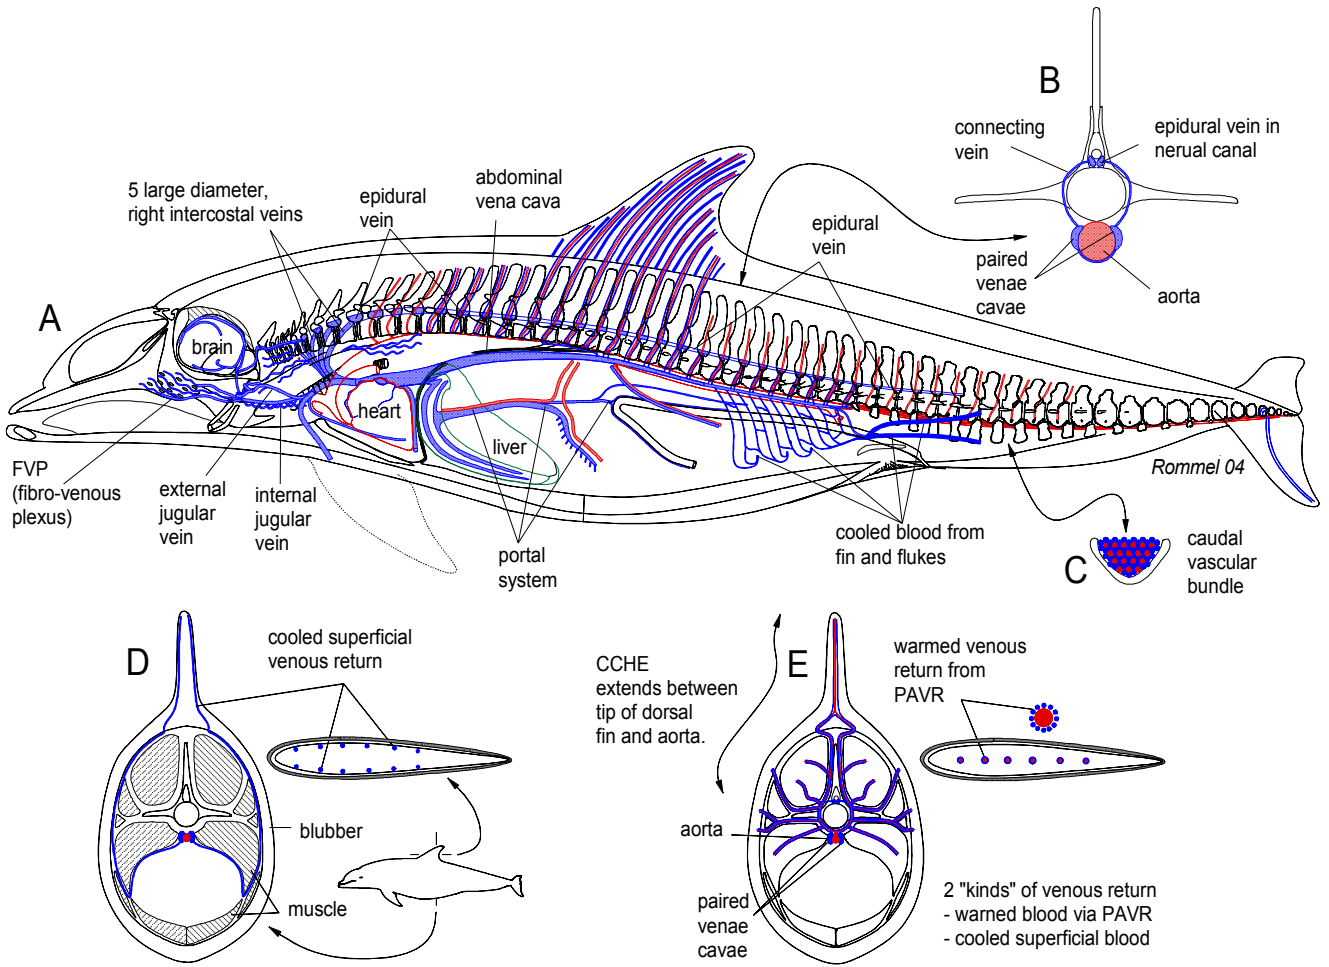 B
connecting
vein
epidural vein in
nerual canal
paired
venae
cavae
aorta
5 large diameter,
right intercostal veins
epidural
vein
abdominal
vena cava
epidural
vein
A
brain
heart
liver
FVP
(fibro-venous
plexus)
external
jugular
vein
internal
jugular
vein
portal
system
cooled blood from
fin and flukes
Rommel 04
C
caudal
vascular
bundle
D
cooled superficial
venous return
blubber
muscle
CCHE
extends between
tip of dorsal
fin and aorta.
E
warmed venous
return from
PAVR
aorta
paired
venae
cavae
2 "kinds" of venous return
- warned blood via PAVR
- cooled superficial blood